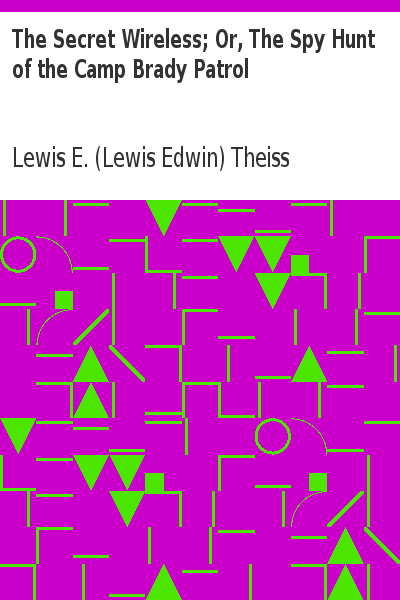 The Secret Wireless; Or, The Spy Hunt
of the Camp Brady Patrol
Lewis E. (Lewis Edwin) Theiss